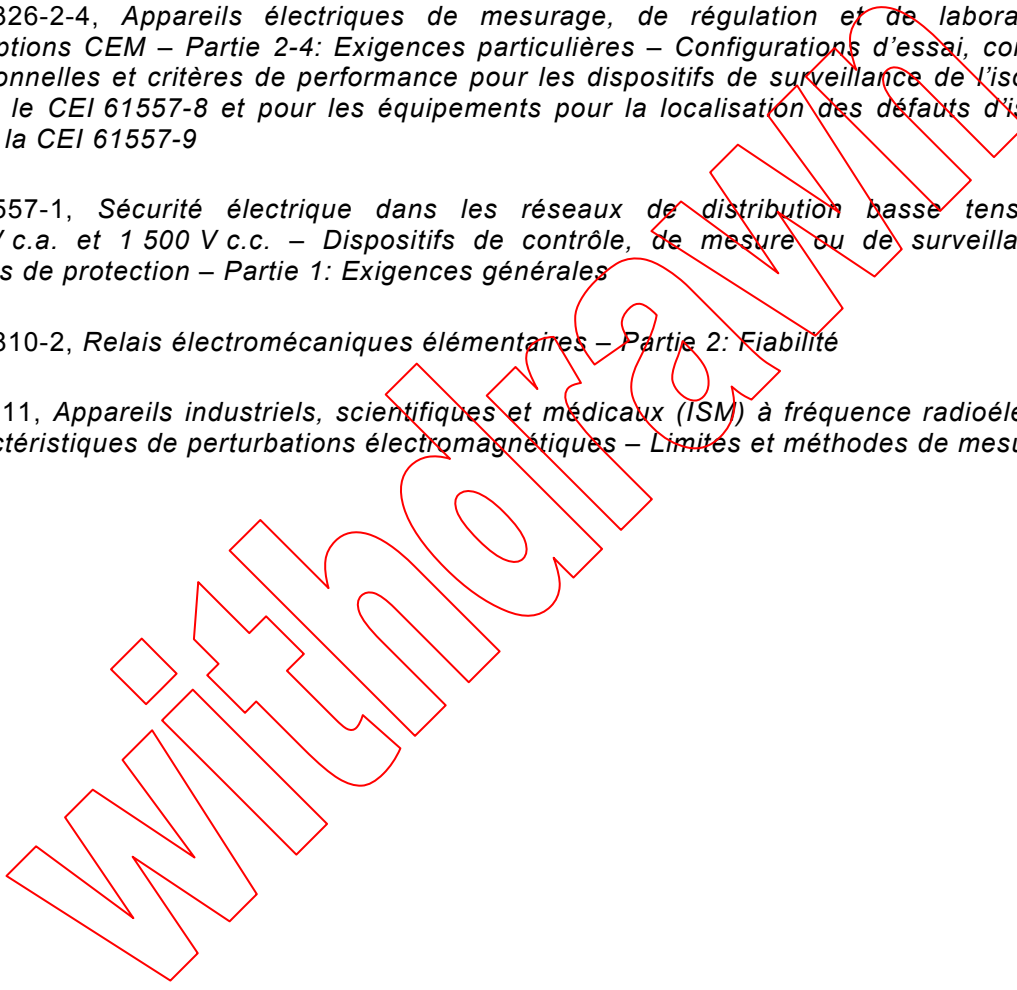 326-2-4, Appareils électriques de mesurage, de régulation et de labora
ptions CEM – Partie 2-4: Exigences particulières – Configurations d'essai, con
onnelles et critères de performance pour les dispositifs de surveillance de l'iso
le CEI 61557-8 et pour les équipements pour la localisation des défauts d'is
la CEI 61557-9
557-1, Sécurité électrique dans les réseaux de distribution basse tens
V c.a. et 1 500 V c.c. – Dispositifs de contrôle, de mesure ou de surveilla
s de protection – Partie 1: Exigences générales
810-2, Relais électromécaniques élémentaires – Partie 2: Fiabilité
11, Appareils industriels, scientifiques et médicaux (ISM) à fréquence radioéle
ctéristiques de perturbations électromagnétiques – Limites et méthodes de mesu
withdrawn